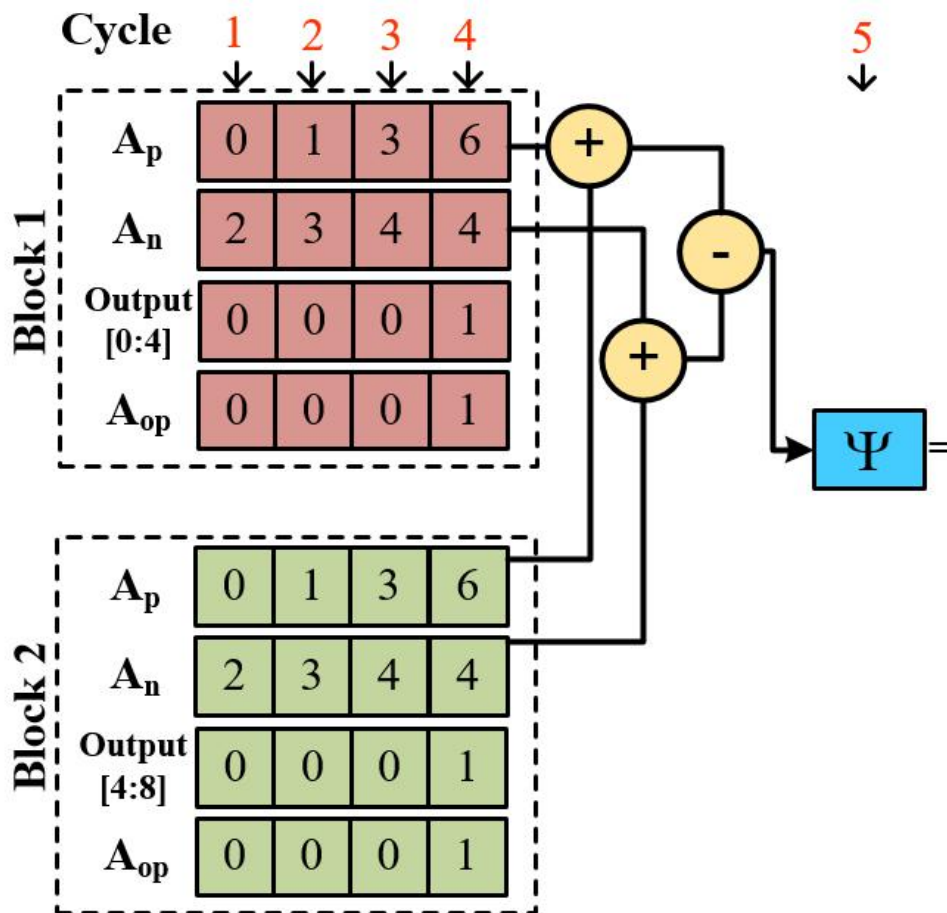 Cycle 1 2 3 4 5
Block 1
Ap 0 1 3 6
+
An 2 3 4 4
-
Output
[0:4]
0 0 0 1
+
Aop 0 0 0 1
Ψ =
Block 2
Ap 0 1 3 6
An 2 3 4 4
Output
[4:8]
0 0 0 1
Aop 0 0 0 1